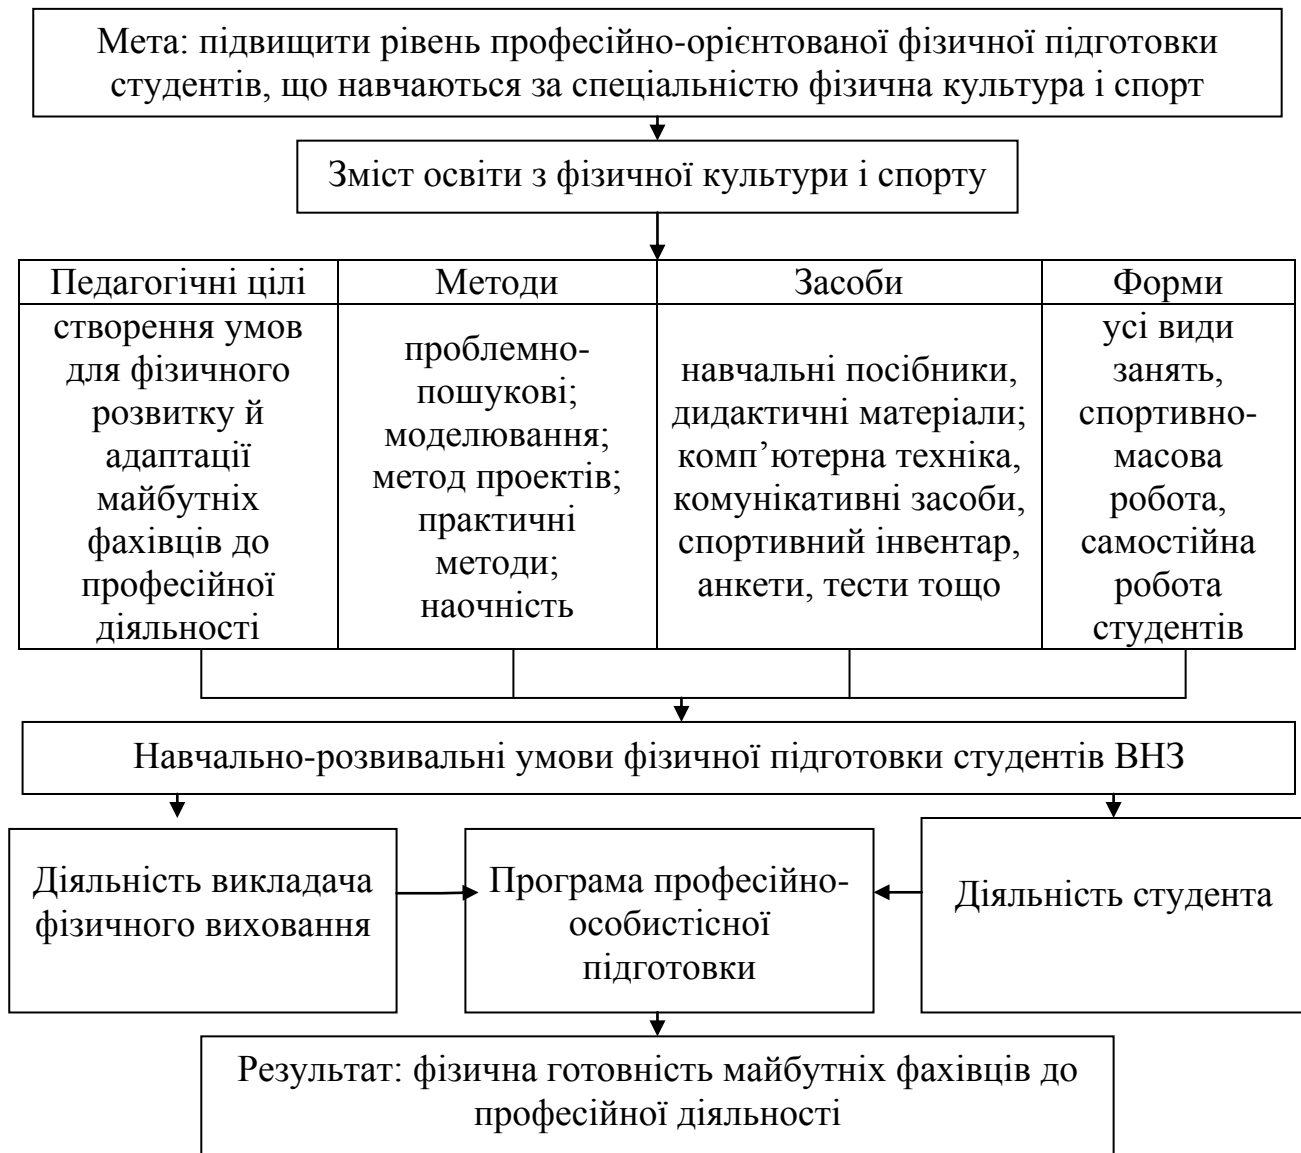 Мета: підвищити рівень професійно-орієнтованої фізичної підготовки
студентів, що навчаються за спеціальністю фізична культура і спорт
Зміст освіти з фізичної культури і спорту
Педагогічні цілі
створення умов
для фізичного
розвитку й
адаптації
майбутніх
фахівців до
професійної
діяльності
Методи
проблемно-
пошукові;
моделювання;
метод проектів;
практичні
методи;
наочність
Засоби
навчальні посібники,
дидактичні матеріали;
комп’ютерна техніка,
комунікативні засоби,
спортивний інвентар,
анкети, тести тощо
Форми
усі види
занять,
спортивно-
масова
робота,
самостійна
робота
студентів
Навчально-розвивальні умови фізичної підготовки студентів ВНЗ
Діяльність викладача
фізичного виховання
Програма професійно-
особистісної
підготовки
Діяльність студента
Результат: фізична готовність майбутніх фахівців до
професійної діяльності